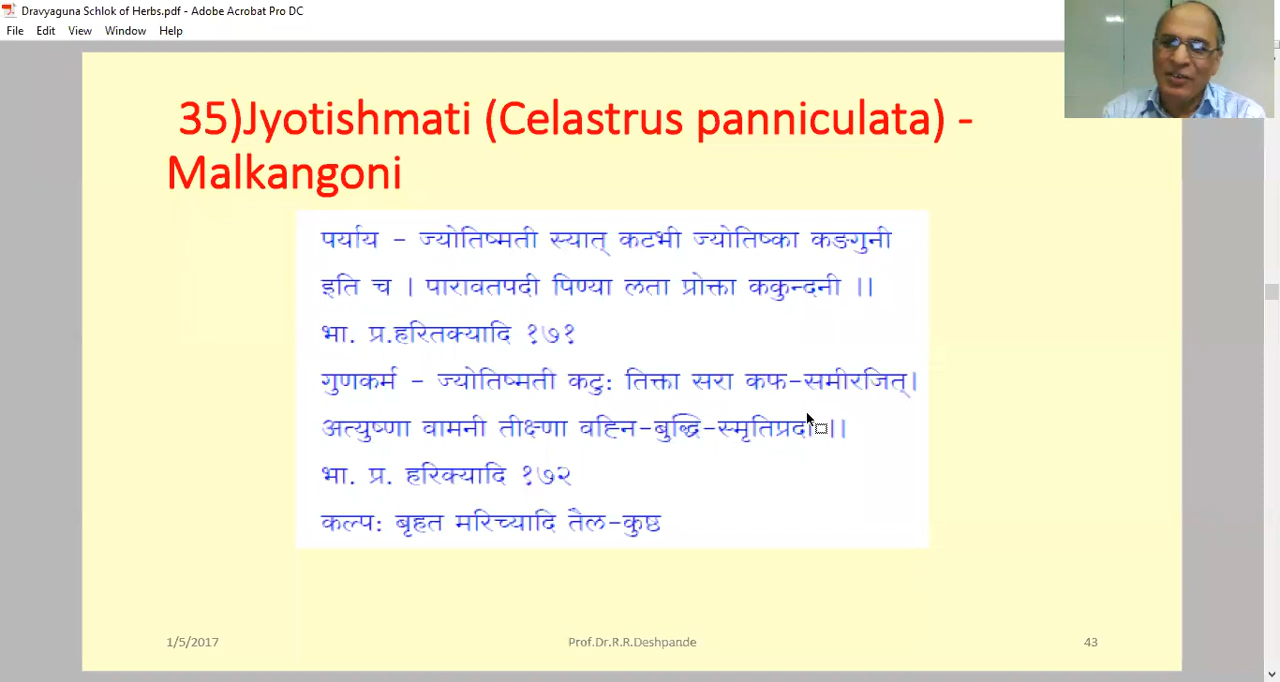 Dravyaguna Schlok of Herbs.pdf - Adobe Acrobat Pro DC
File Edit View Window Help
35)Jyotishmati (Celastrus panniculata) -
Malkangoni
पर्याय - ज्योतिष्मती स्यात् कटभी ज्योतिष्का कङगुनी
इति च । पारावतपदी पिण्या लता प्रोक्ता ककुन्दनी ।।
भा. प्र.हरितक्यादि १७१
गुणकर्म - ज्योतिष्मती कटु: तिक्ता सरा कफ-समीरजित्।
अत्युष्णा वामनी तीक्ष्णा वह्नि-बुद्धि-स्मृतिप्रदा ।।
भा. प्र. हरिक्यादि १७२
कल्प: बृहत मरिच्यादि तैल-कुष्ठ
1/5/2017 Prof.Dr.R.R.Deshpande 43